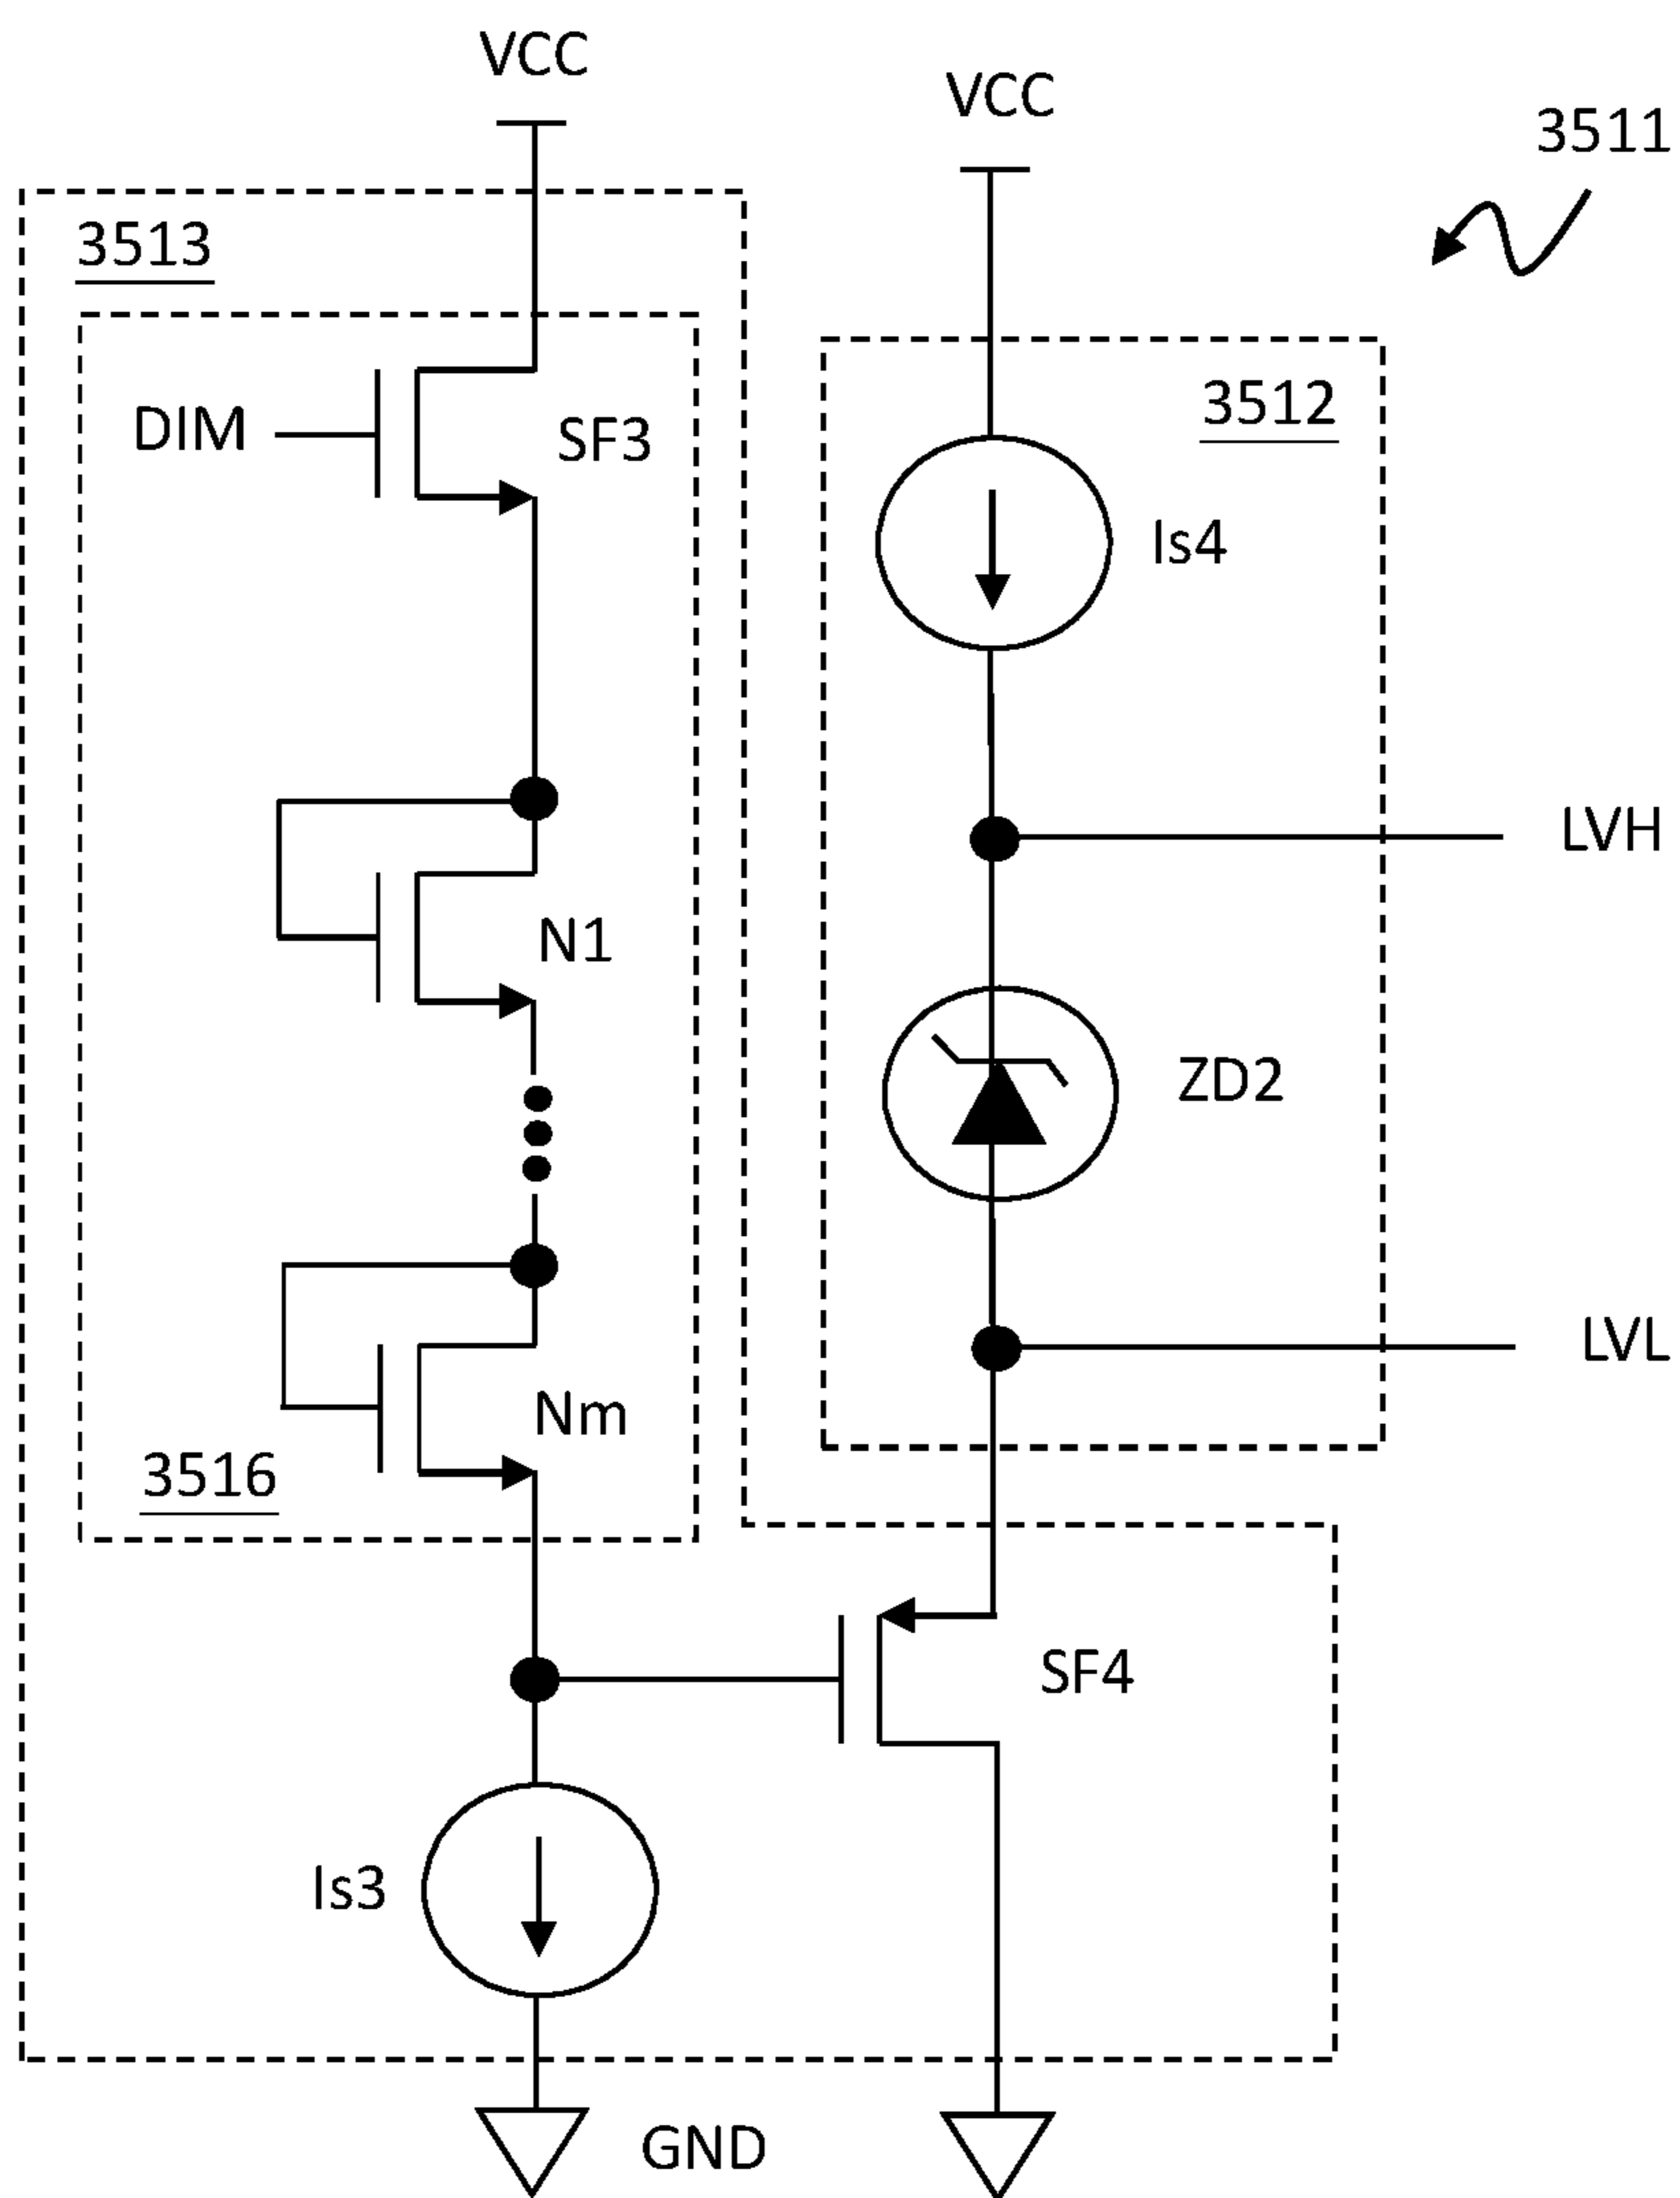 VCC
VCC
3511
3513
3512
DIM
SF3
Is4
LVH
N1
ZD2
LVL
Nm
3516
SF4
Is3
GND